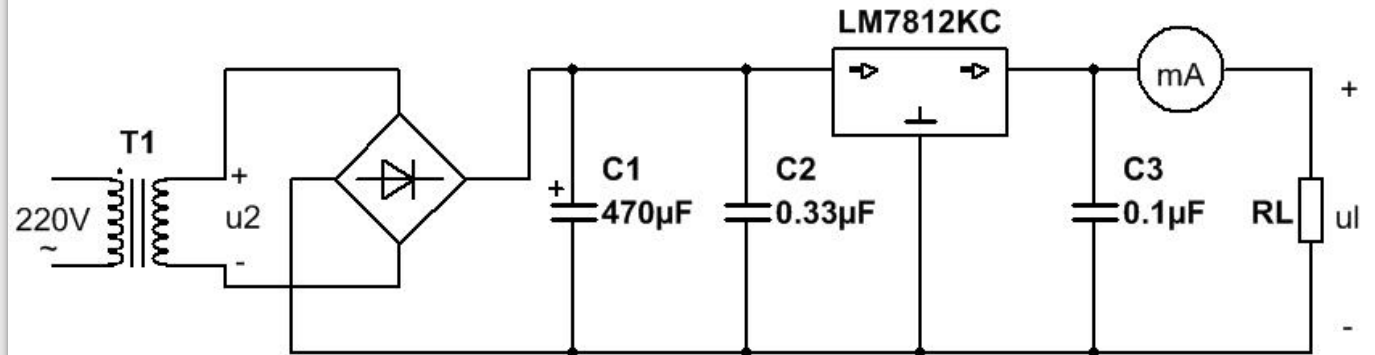 LM7812KC
mA
+
T1
+
C1
C2
C3
+
220V
~
u2
470µF
0.33µF
0.1µF
RL
ul
-
-